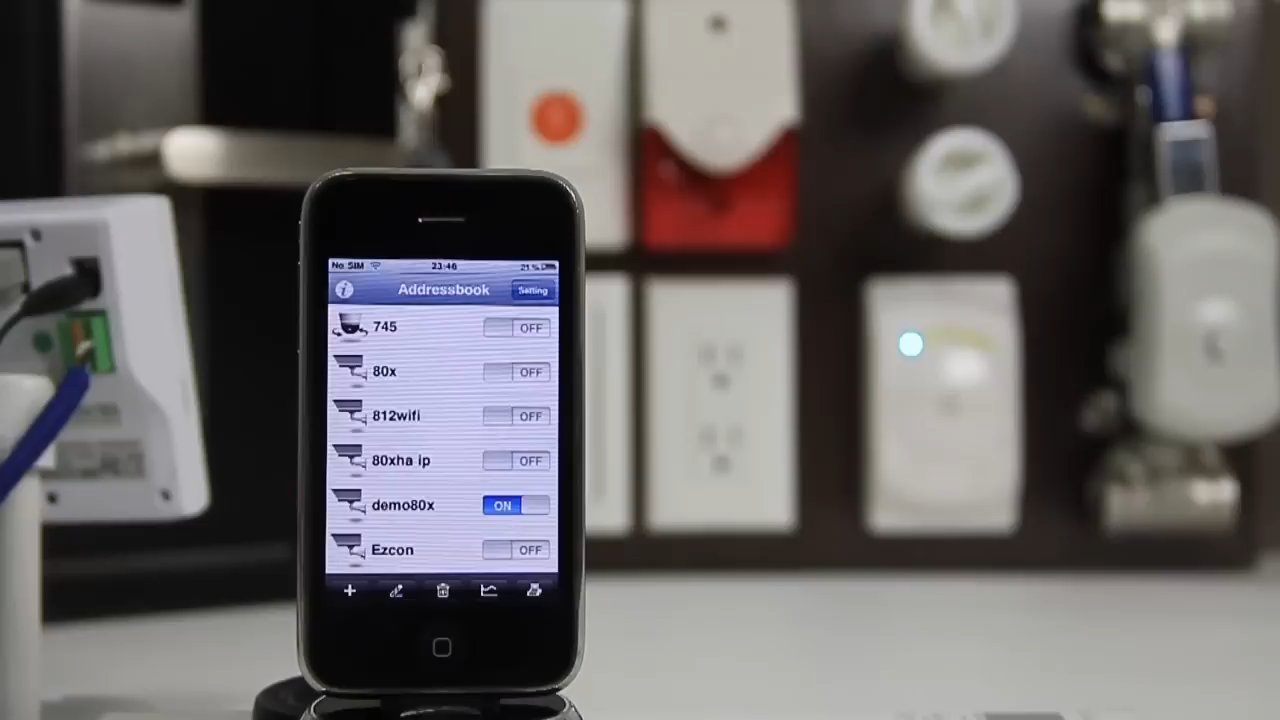 No SIM 23:46 21 %
Addressbook Setting
745 OFF
80x OFF
812wifi OFF
80xha ip OFF
demo80x ON
Ezcon OFF